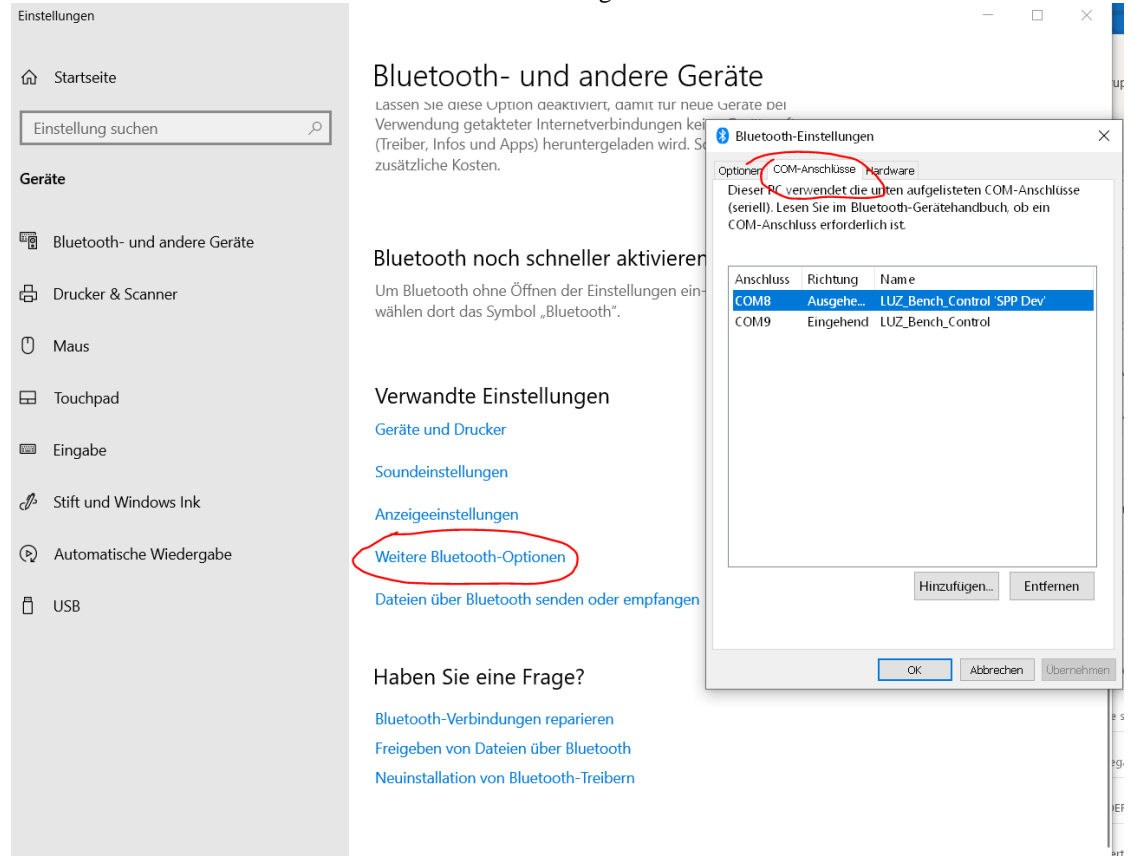 Einstellungen
Startseite
Einstellung suchen
Geräte
Bluetooth- und andere Geräte
Drucker & Scanner
Maus
Touchpad
Eingabe
Stift und Windows Ink
Automatische Wiedergabe
USB
Bluetooth- und andere Geräte
Lassen Sie diese Option deaktiviert, damit für neue Geräte bei
Verwendung getakteter Internetverbindungen
(Treiber, Infos und Apps) heruntergeladen wird.
zusätzliche Kosten.
Bluetooth noch schneller aktivieren
Um Bluetooth ohne Öffnen der Einstellungen ein-
wählen dort das Symbol „Bluetooth“.
Verwandte Einstellungen
Geräte und Drucker
Soundeinstellungen
Anzeigeeinstellungen
Weitere Bluetooth-Optionen
Dateien über Bluetooth senden oder empfangen
Haben Sie eine Frage?
Bluetooth-Verbindungen reparieren
Freigeben von Dateien über Bluetooth
Neuinstallation von Bluetooth-Treibern
Bluetooth-Einstellungen
Optionen COM-Anschlüsse Hardware
Dieser PC verwendet die unten aufgelisteten COM-Anschlüsse
(seriell). Lesen Sie im Bluetooth-Gerätehandbuch, ob ein
COM-Anschluss erforderlich ist.
Anschluss Richtung Name
COM8 Ausgehe... LUZ_Bench_Control 'SPP Dev'
COM9 Eingehend LUZ_Bench_Control
Hinzufügen... Entfernen
OK Abbrechen Übernehmen